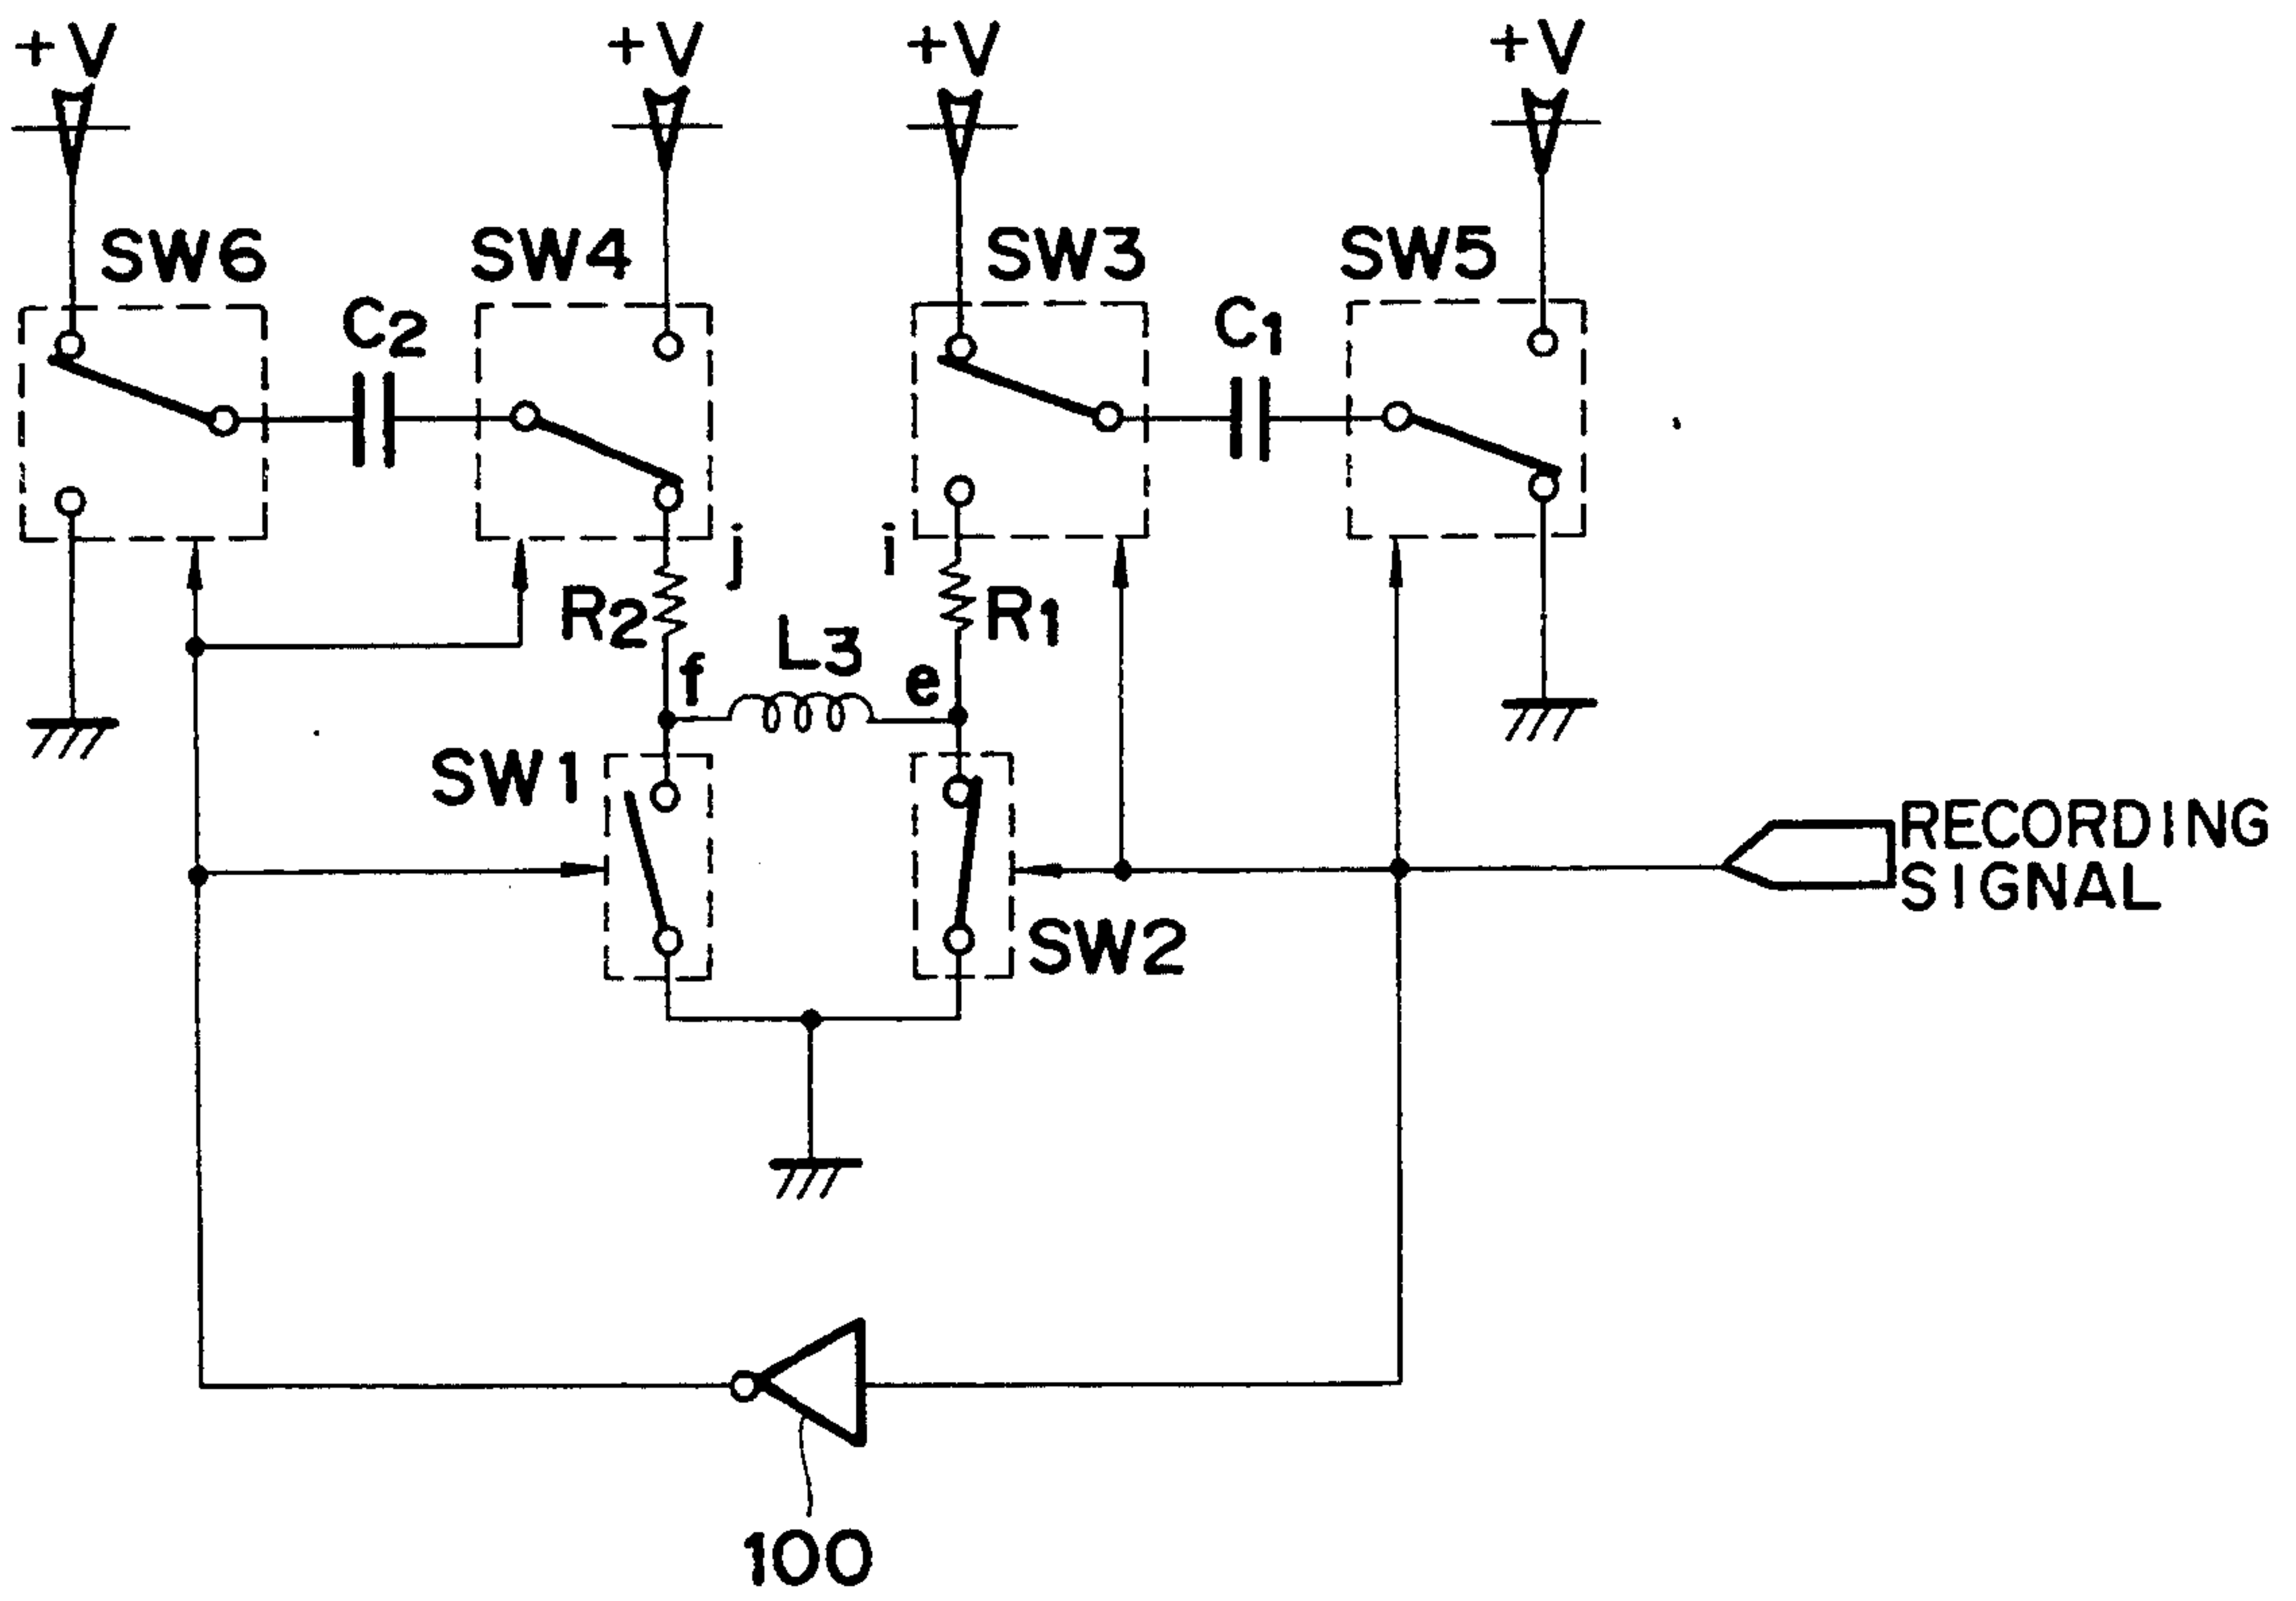 +V +V +V +V
SW6 SW4 SW3 SW5
C2 C1
j i
R2 R1
L3
f e
SW1
RECORDING
SIGNAL
SW2
100